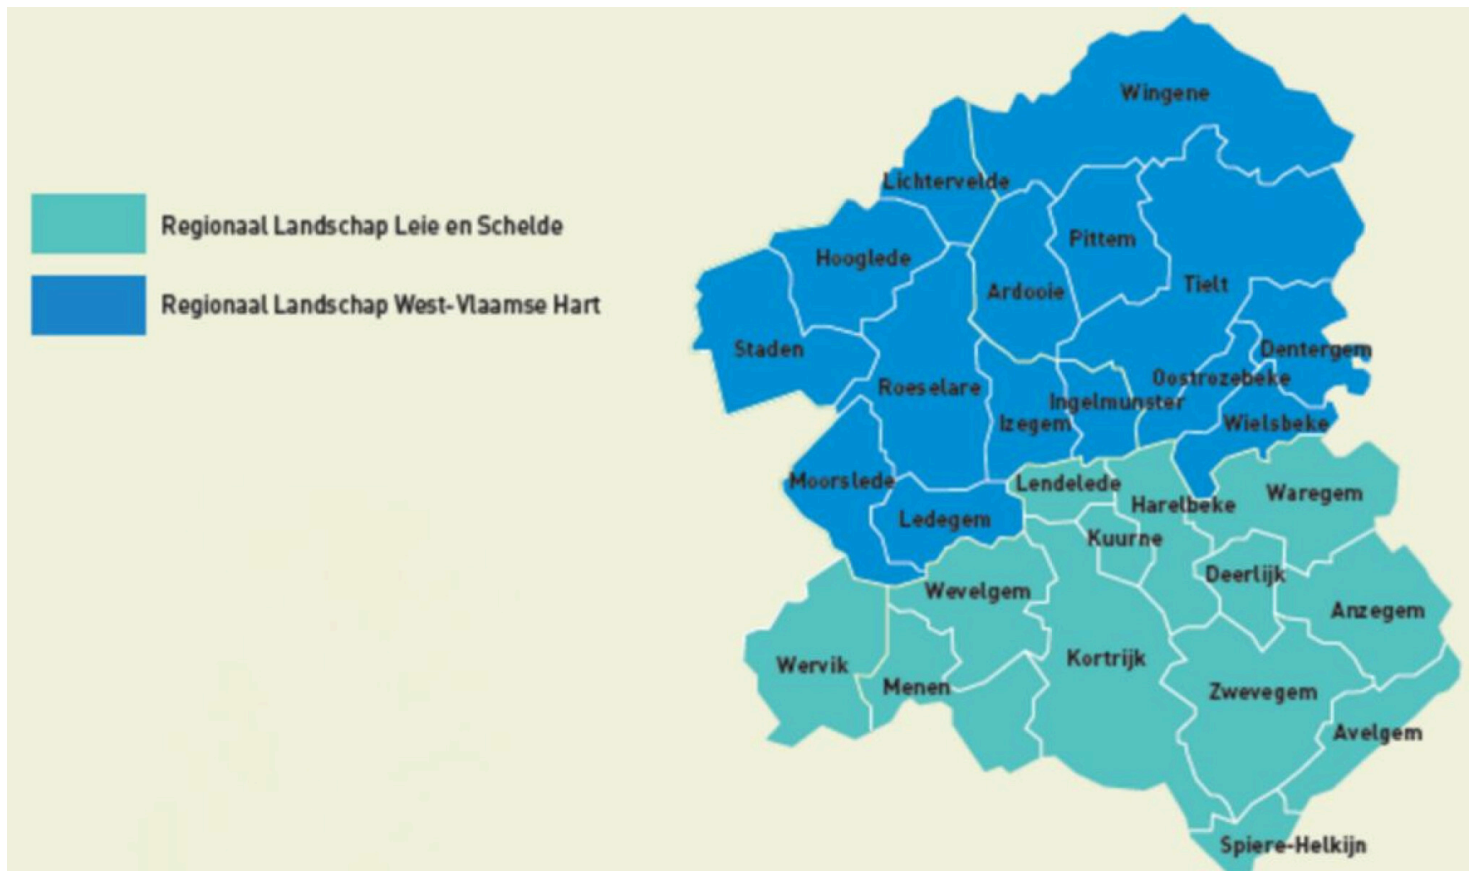 Regionaal Landschap Leie en Schelde
Regionaal Landschap West-Vlaamse Hart
Wingene
Lichtervelde
Pittem
Hooglede
Tielt
Ardooie
Staden
Dentergem
Oostrozebeke
Roeselare
Ingelmunster
Izegem
Wielsbeke
Moorslede
Lendelede
Waregem
Harelbeke
Ledegem
Kuurne
Deerlijk
Wevelgem
Anzegem
Kortrijk
Wervik
Menen
Zwevegem
Avelgem
Spiere-Helkijn